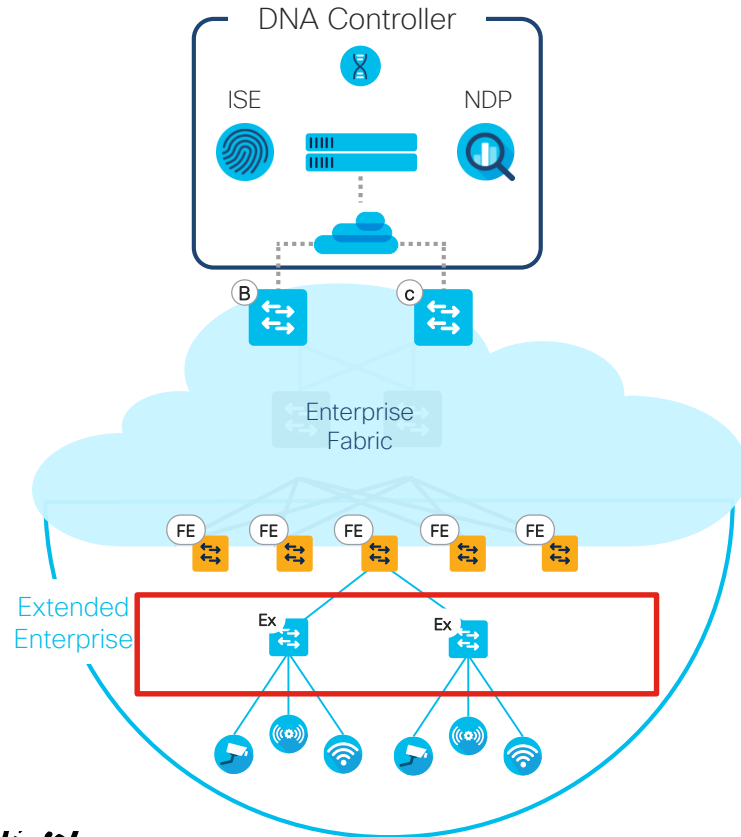 DNA Controller
ISE
NDP
B
c
Enterprise
Fabric
FE
FE
FE
FE
FE
Extended
Enterprise
Ex
Ex